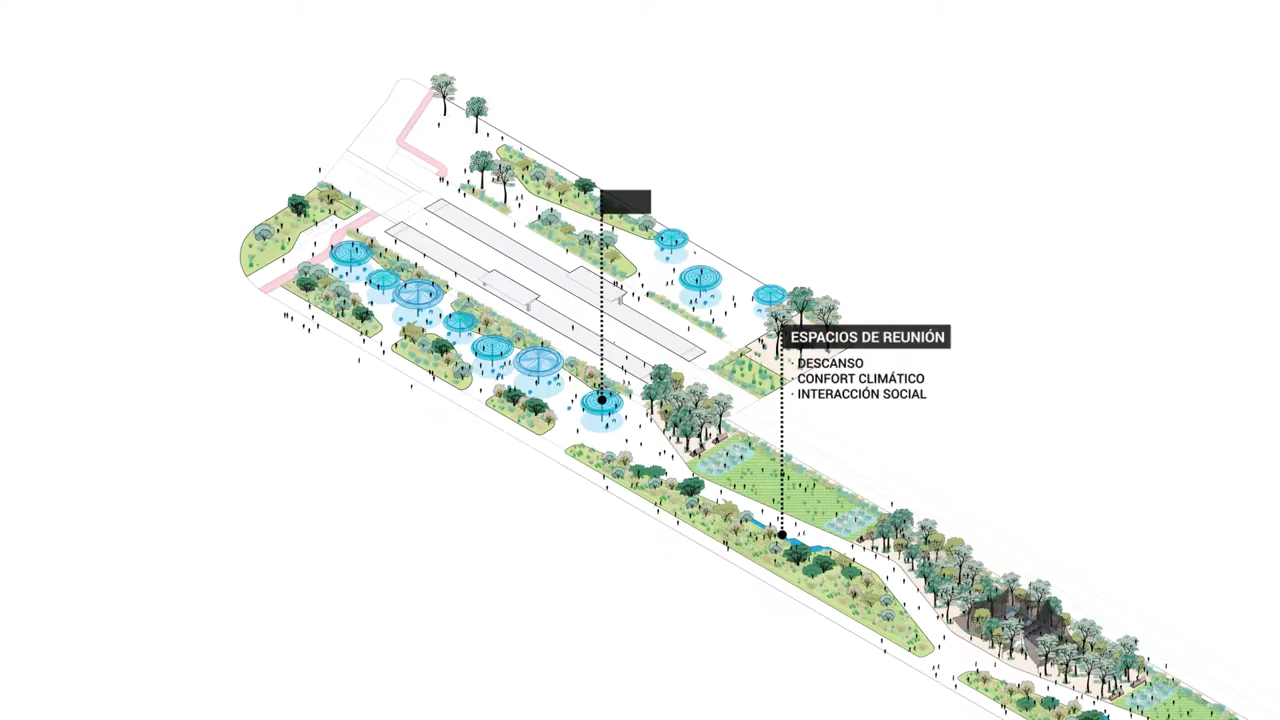 ESPACIOS DE REUNIÓN
· DESCANSO
· CONFORT CLIMÁTICO
· INTERACCIÓN SOCIAL